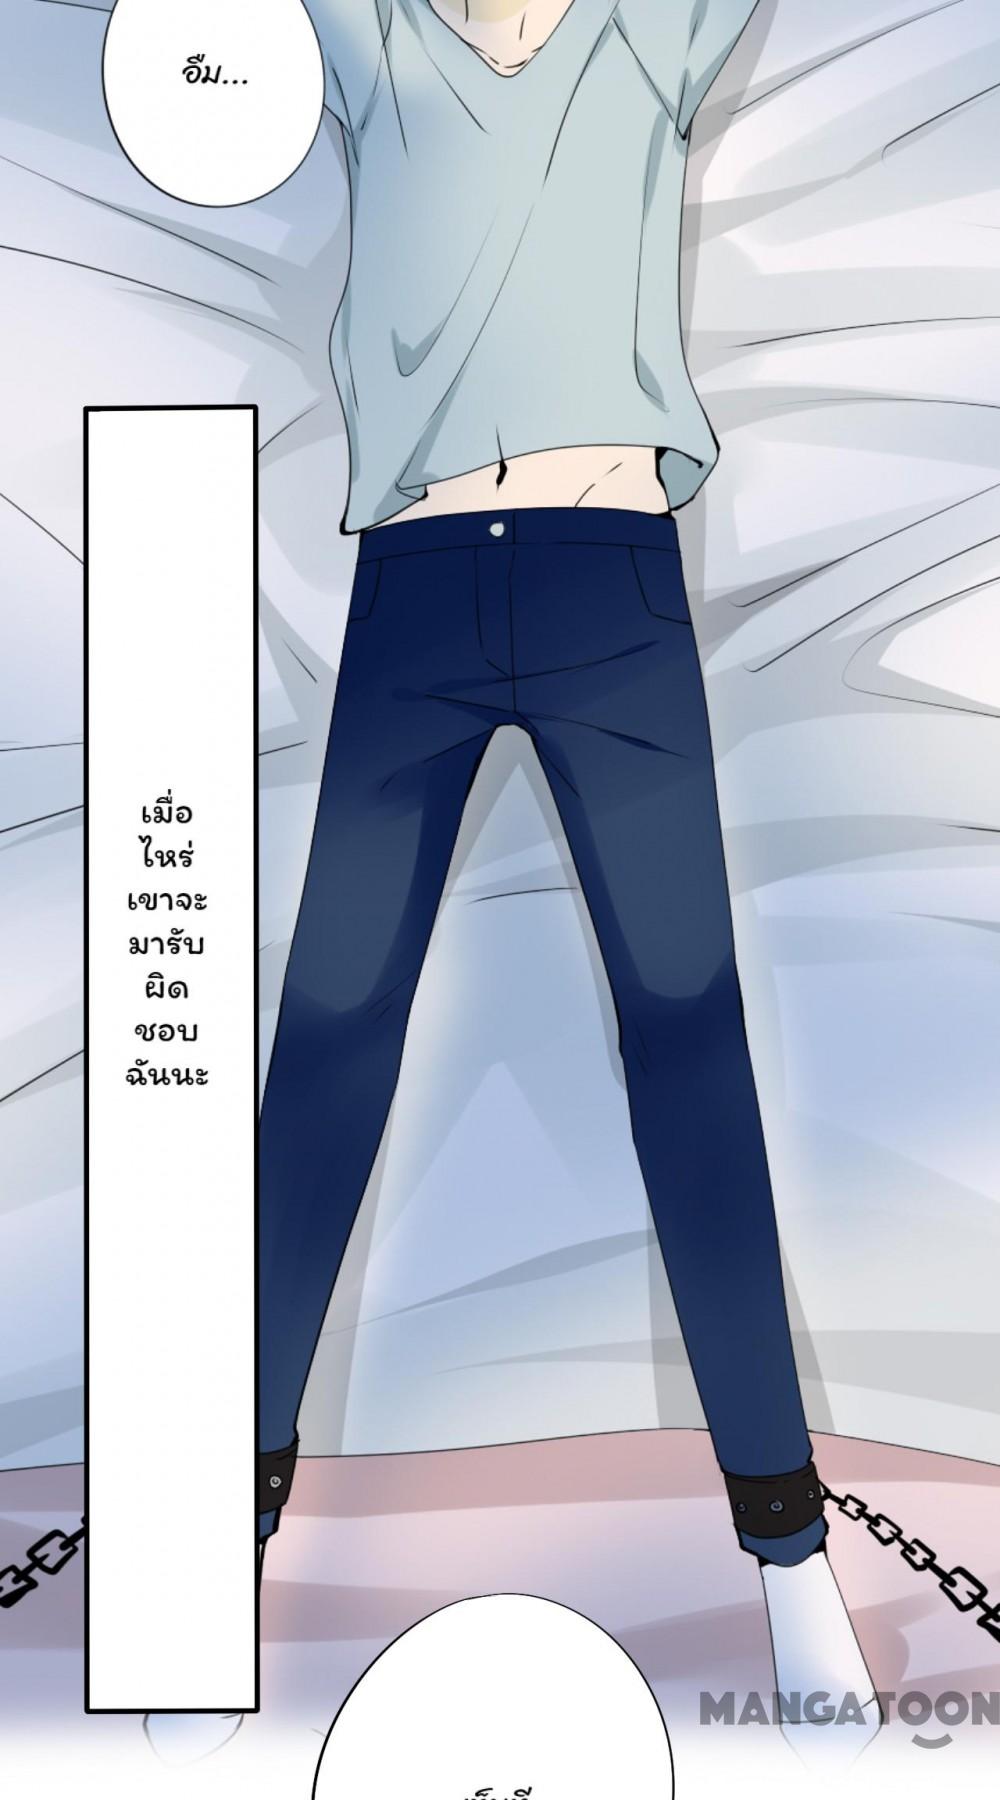 อืม...
เมื่อ
ไหร่
เขาจะ
มารับ
ผิด
ชอบ
ฉันนะ
MANGATOON